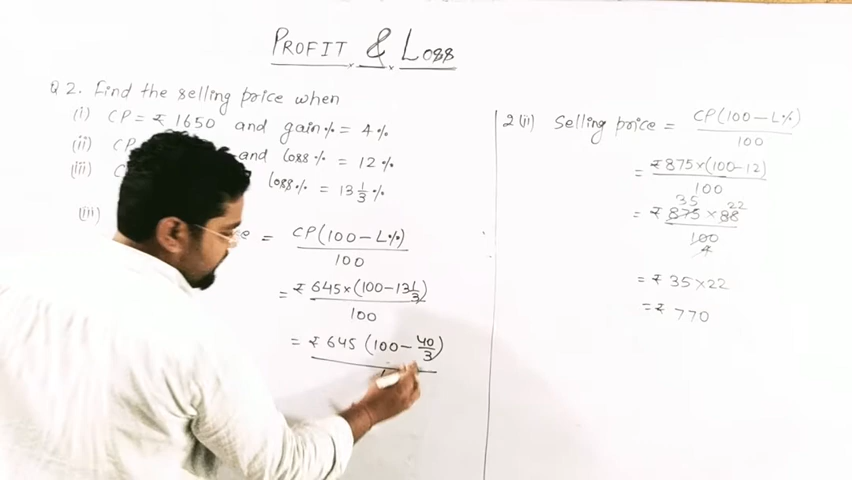 PROFIT & LOSS
Q 2. Find the selling price when
(i) CP = ₹ 1650 and gain% = 4%
(ii) and loss% = 12%
(iii) loss% = 13 1/3 %
(iii) = CP(100 - L%)
100
= ₹ 645 × (100 - 13 1/3)
100
= ₹ 645 (100 - 40/3)
2 (ii) Selling price = CP(100 - L%)
100
= ₹ 875 × (100 - 12)
100
35 22
= ₹ 875 × 88
100
4
= ₹ 35 × 22
= ₹ 770